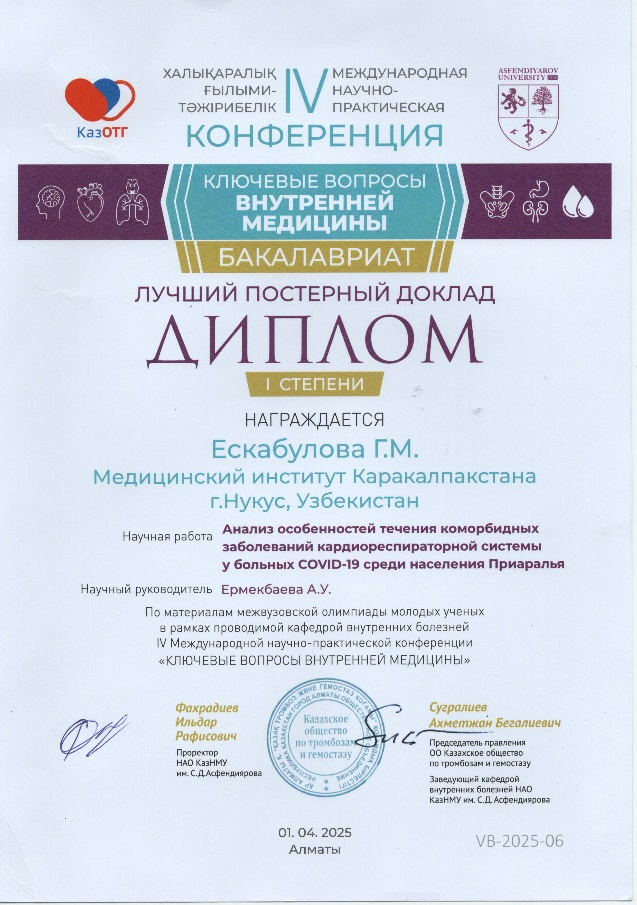 ХАЛЫҚАРАЛЫҚ
ҒЫЛЫМИ-
ТӘЖІРИБЕЛІК
IV
МЕЖДУНАРОДНАЯ
НАУЧНО-
ПРАКТИЧЕСКАЯ
КОНФЕРЕНЦИЯ
КазОТГ
ASFENDIYAROV
UNIVERSITY
КЛЮЧЕВЫЕ ВОПРОСЫ
ВНУТРЕННЕЙ
МЕДИЦИНЫ
БАКАЛАВРИАТ
ЛУЧШИЙ ПОСТЕРНЫЙ ДОКЛАД
ДИПЛОМ
I СТЕПЕНИ
НАГРАЖДАЕТСЯ
Ескабулова Г.М.
Медицинский институт Каракалпакстана
г.Нукус, Узбекистан
Научная работа
Анализ особенностей течения коморбидных
заболеваний кардиореспираторной системы
у больных COVID-19 среди населения Приаралья
Научный руководитель Ермекбаева А.У.
По материалам межвузовской олимпиады молодых ученых
в рамках проводимой кафедрой внутренних болезней
IV Международной научно-практической конференции
«КЛЮЧЕВЫЕ ВОПРОСЫ ВНУТРЕННЕЙ МЕДИЦИНЫ»
Фахрадиев
Ильдар
Рафисович
Проректор
НАО КазНМУ
им. С.Д.Асфендиярова
Казахское
общество
по тромбозам
и гемостазу
Сугралиев
Ахметжан Бегалиевич
Председатель правления
ОО Казахское общество
по тромбозам и гемостазу
Заведующий кафедрой
внутренних болезней НАО
КазНМУ им. С.Д. Асфендиярова
01. 04. 2025
Алматы
VB-2025-06